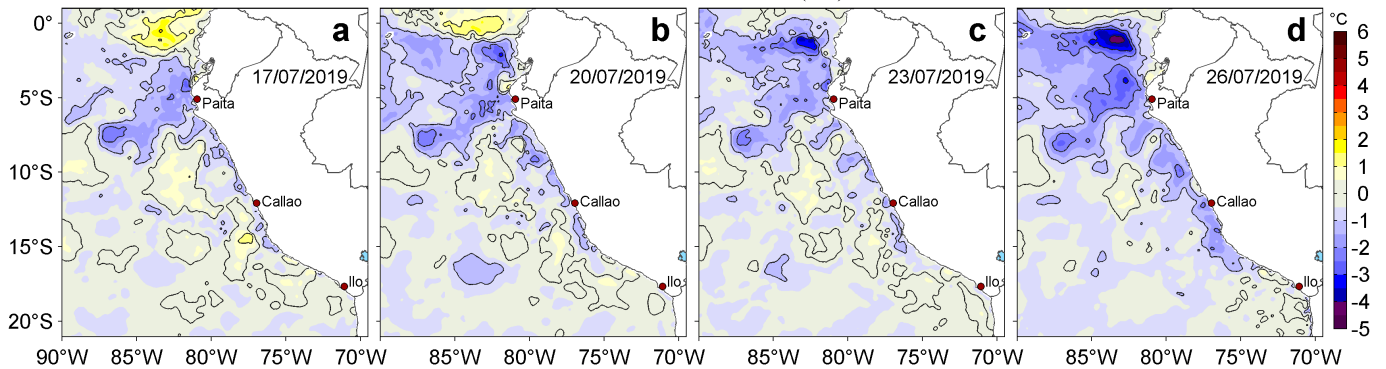 a
b
c
d
°C
0°
5°S
10°S
15°S
20°S
17/07/2019
20/07/2019
23/07/2019
26/07/2019
Paita
Paita
Paita
Paita
Callao
Callao
Callao
Callao
Ilo
Ilo
Ilo
Ilo
6
5
4
3
2
1
0
-1
-2
-3
-4
-5
90°W 85°W 80°W 75°W 70°W
85°W 80°W 75°W 70°W
85°W 80°W 75°W 70°W
85°W 80°W 75°W 70°W